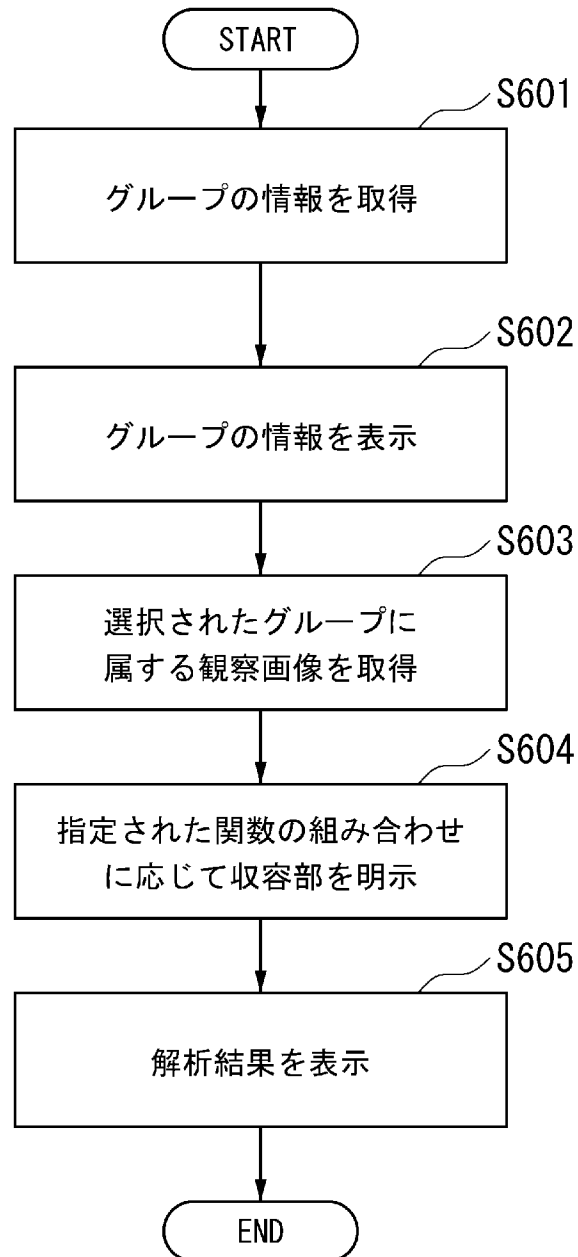 START
S601
グループの情報を取得
S602
グループの情報を表示
S603
選択されたグループに
属する観察画像を取得
S604
指定された関数の組み合わせ
に応じて収容部を明示
S605
解析結果を表示
END